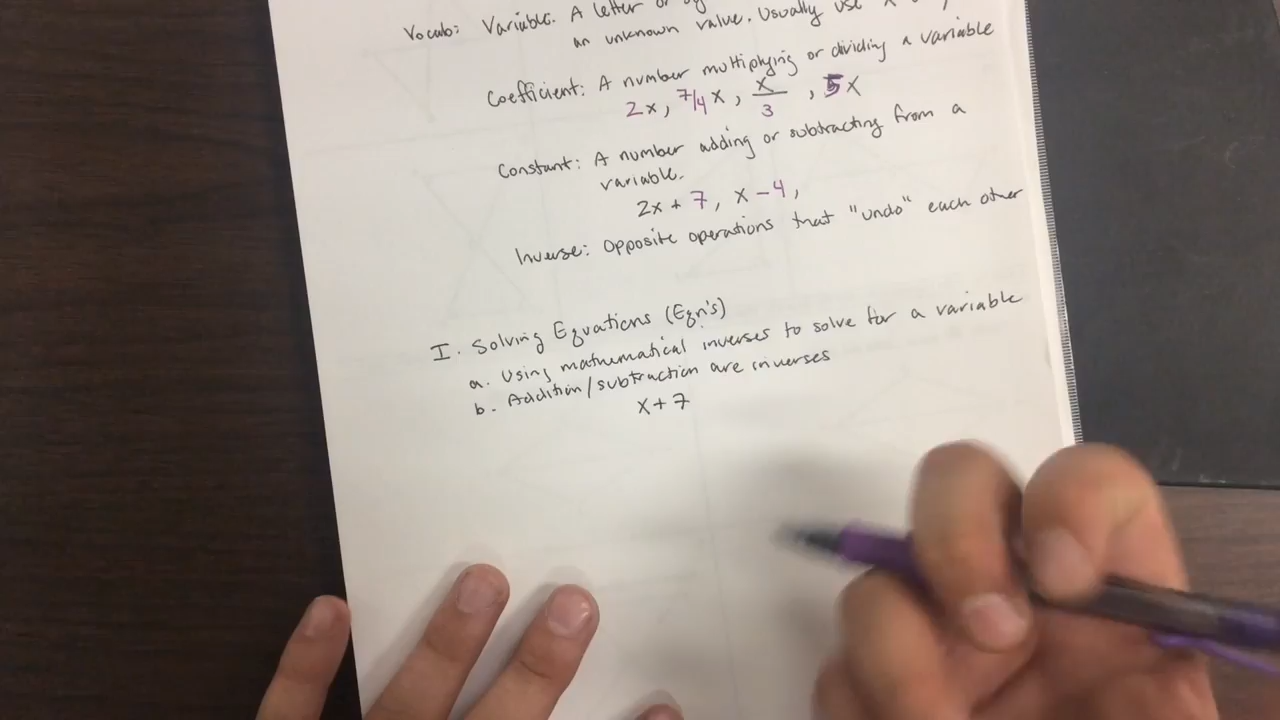 Vocab: Variable. A letter or
an unknown value. Usually use x
Coefficient: A number multiplying or dividing a variable
2x, 7/4 x, x/3, 5x
Constant: A number adding or subtracting from a
variable.
2x + 7, x - 4,
Inverse: Opposite operations that "undo" each other
I. Solving Equations (Eqn's)
a. Using mathematical inverses to solve for a variable
b. Addition/subtraction are inverses
x + 7